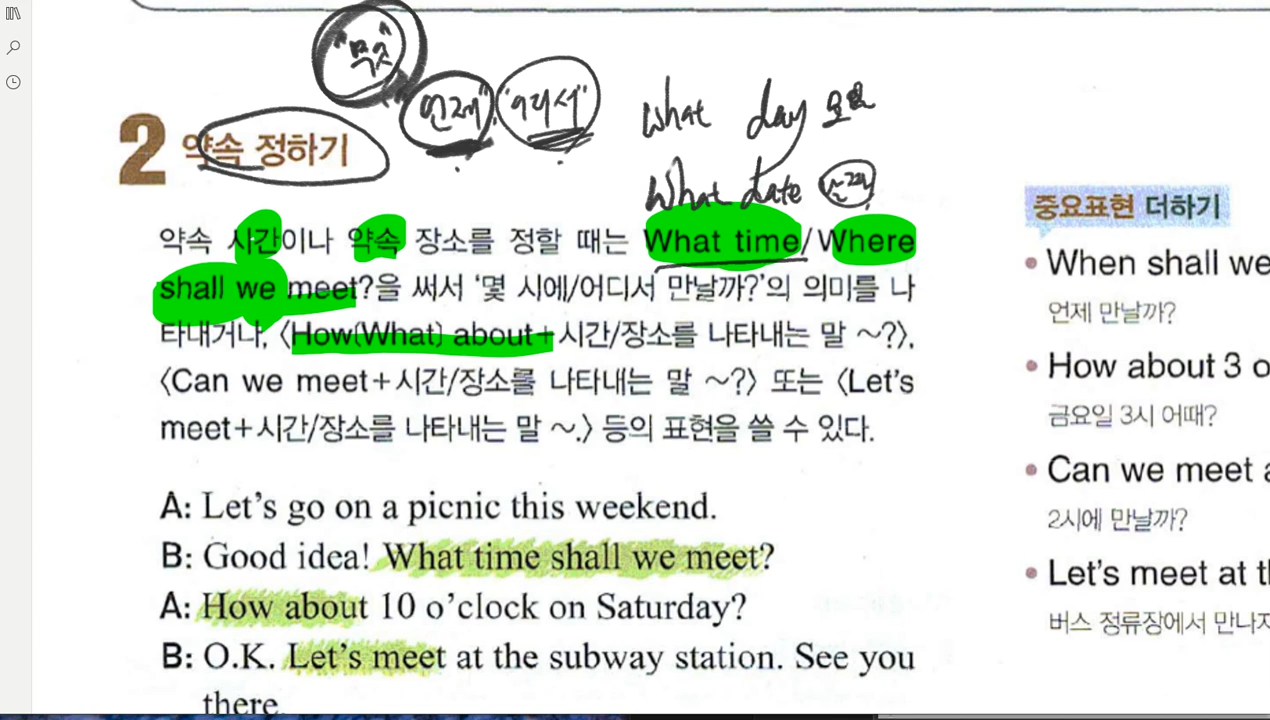 "무엇"
"언제" "어디서"
What day 요일
What date 날짜
2 약속 정하기
약속 시간이나 약속 장소를 정할 때는 What time/Where
shall we meet?을 써서 ‘몇 시에/어디서 만날까?’의 의미를 나
타내거나, 〈How(What) about+시간/장소를 나타내는 말 ~?〉,
〈Can we meet+시간/장소를 나타내는 말 ~?〉 또는 〈Let’s
meet+시간/장소를 나타내는 말 ~.〉 등의 표현을 쓸 수 있다.
A: Let’s go on a picnic this weekend.
B: Good idea! What time shall we meet?
A: How about 10 o’clock on Saturday?
B: O.K. Let’s meet at the subway station. See you
there.
중요표현 더하기
• When shall we
언제 만날까?
• How about 3 o
금요일 3시 어때?
• Can we meet a
2시에 만날까?
• Let’s meet at t
버스 정류장에서 만나자